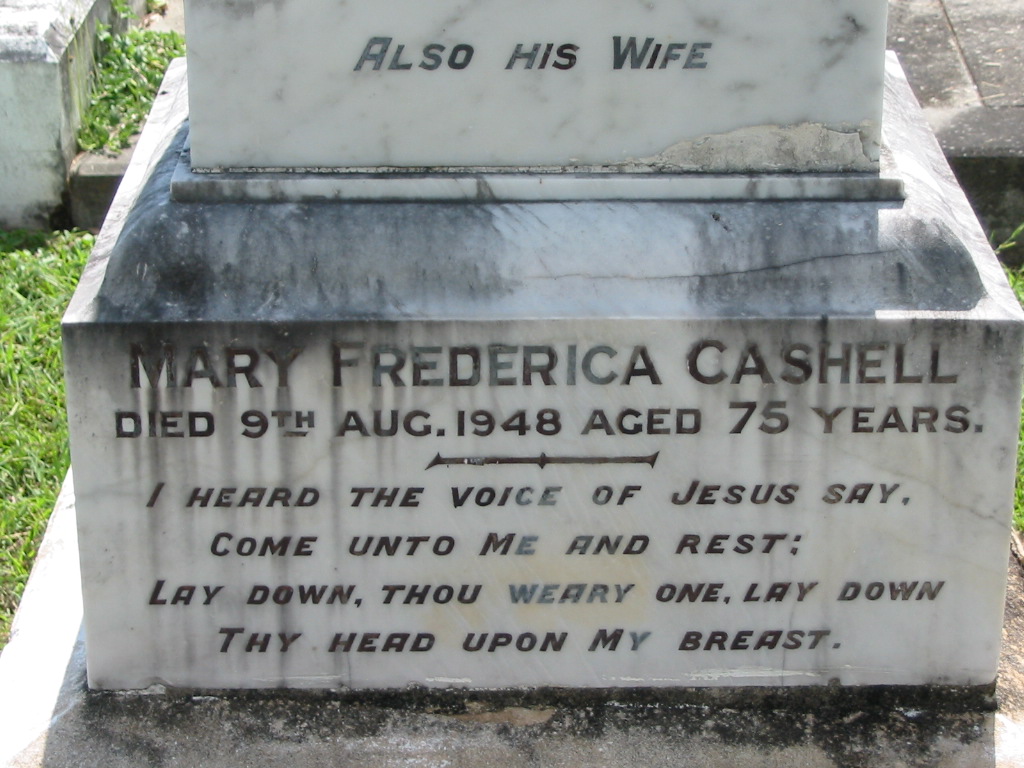 Also his Wife
Mary Frederica Cashell
Died 9th Aug. 1948 aged 75 years.
I heard the voice of Jesus say,
Come unto Me and rest;
Lay down, thou weary one, lay down
Thy head upon My breast.